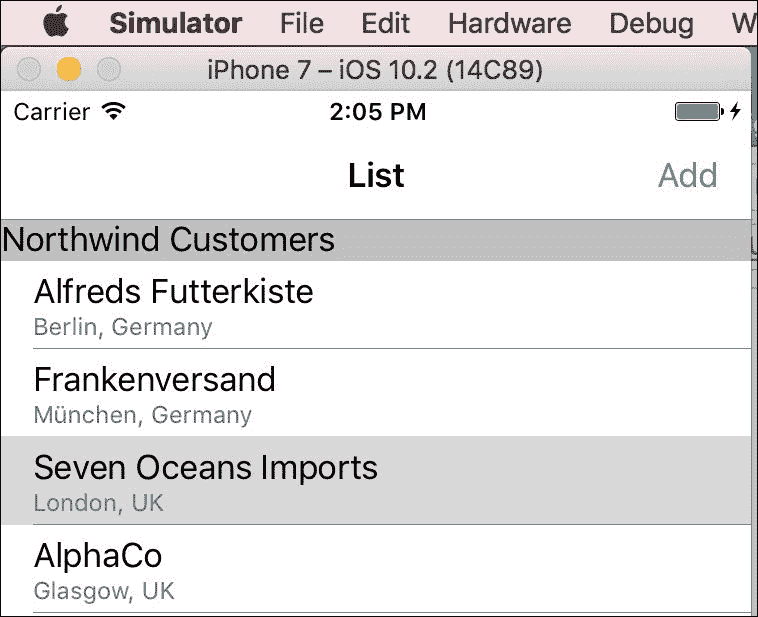 Simulator File Edit Hardware Debug
iPhone 7 – iOS 10.2 (14C89)
Carrier 2:05 PM
List Add
Northwind Customers
Alfreds Futterkiste
Berlin, Germany
Frankenversand
München, Germany
Seven Oceans Imports
London, UK
AlphaCo
Glasgow, UK